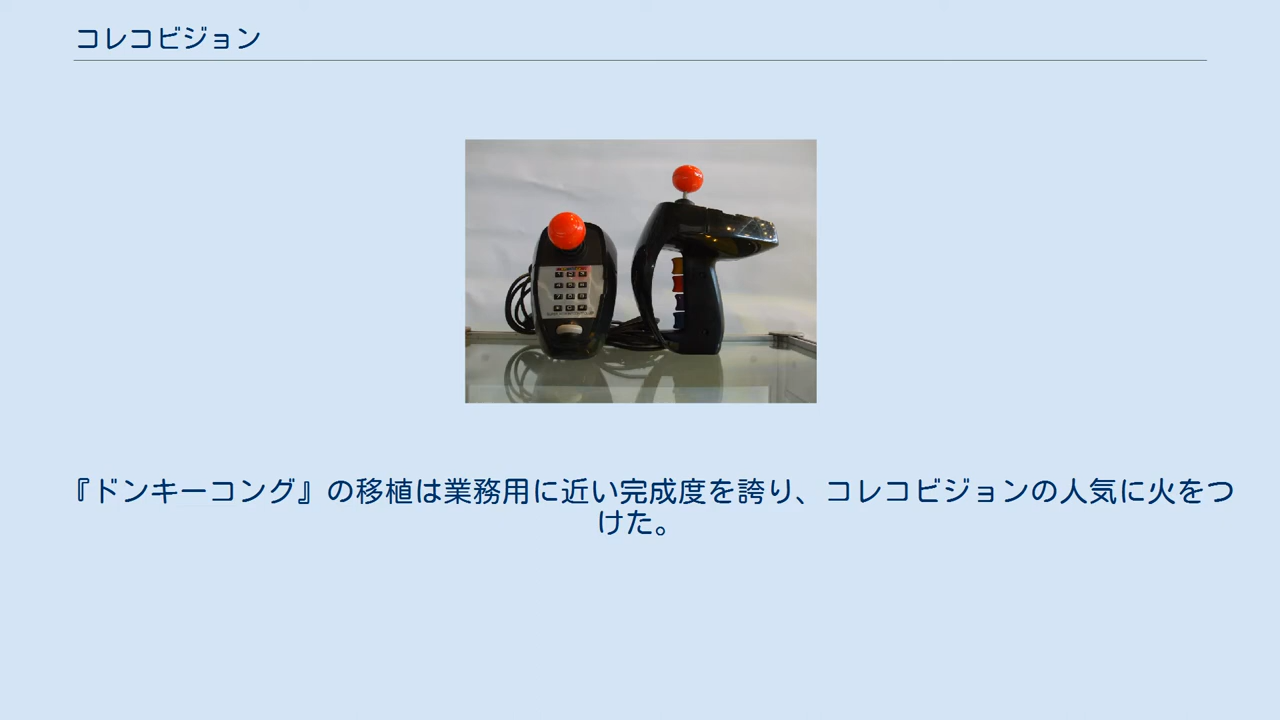 コレコビジョン
『ドンキーコング』の移植は業務用に近い完成度を誇り、コレコビジョンの人気に火をつ
けた。